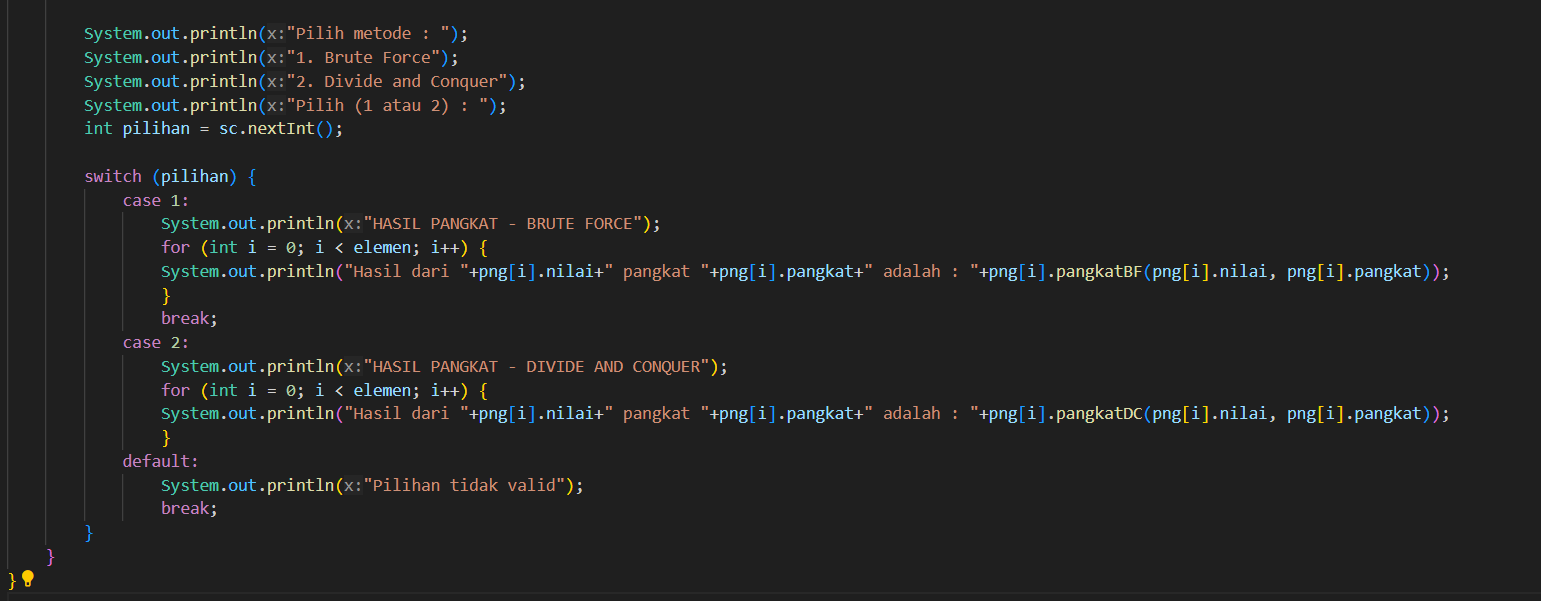 System.out.println(x:"Pilih metode : ");
System.out.println(x:"1. Brute Force");
System.out.println(x:"2. Divide and Conquer");
System.out.println(x:"Pilih (1 atau 2) : ");
int pilihan = sc.nextInt();
switch (pilihan) {
case 1:
System.out.println(x:"HASIL PANGKAT - BRUTE FORCE");
for (int i = 0; i < elemen; i++) {
System.out.println("Hasil dari "+png[i].nilai+" pangkat "+png[i].pangkat+" adalah : "+png[i].pangkatBF(png[i].nilai, png[i].pangkat));
}
break;
case 2:
System.out.println(x:"HASIL PANGKAT - DIVIDE AND CONQUER");
for (int i = 0; i < elemen; i++) {
System.out.println("Hasil dari "+png[i].nilai+" pangkat "+png[i].pangkat+" adalah : "+png[i].pangkatDC(png[i].nilai, png[i].pangkat));
}
default:
System.out.println(x:"Pilihan tidak valid");
break;
}
}
}